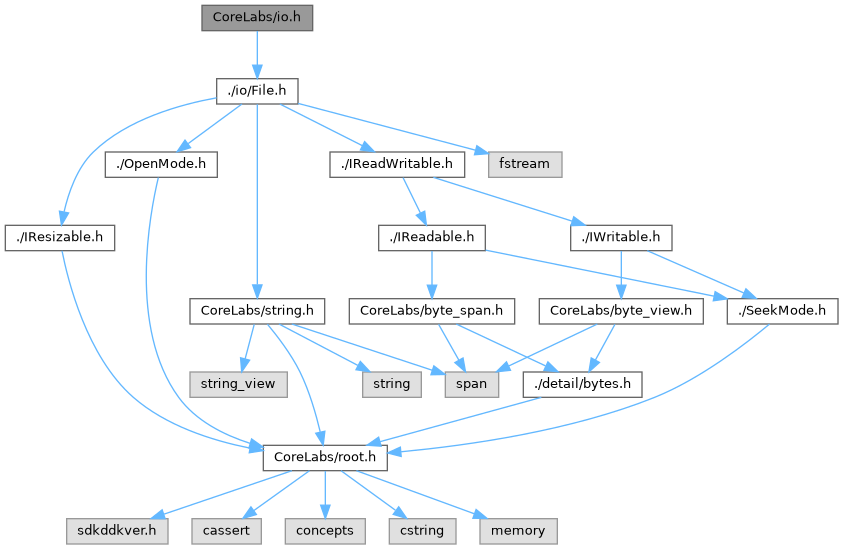 CoreLabs/io.h
./io/File.h
./OpenMode.h
./IReadWritable.h
fstream
./IResizable.h
./IReadable.h
./IWritable.h
CoreLabs/string.h
CoreLabs/byte_span.h
CoreLabs/byte_view.h
./SeekMode.h
string_view
string
span
./detail/bytes.h
CoreLabs/root.h
sdkddkver.h
cassert
concepts
cstring
memory